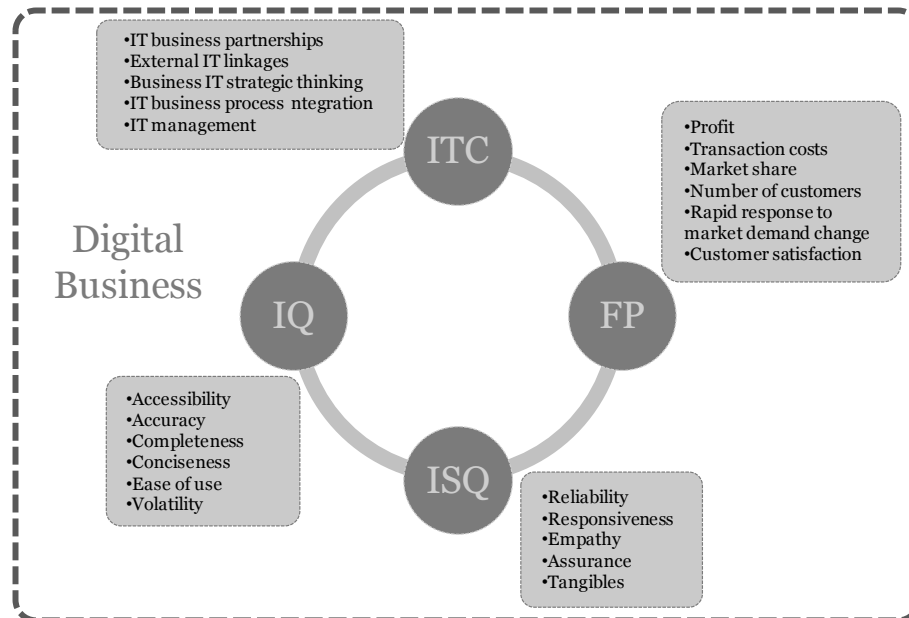 •IT business partnerships
•External IT linkages
•Business IT strategic thinking
•IT business process ntegration
•IT management
ITC
•Profit
•Transaction costs
•Market share
•Number of customers
•Rapid response to
market demand change
•Customer satisfaction
Digital
Business
IQ
FP
•Accessibility
•Accuracy
•Completeness
•Conciseness
•Ease of use
•Volatility
ISQ
•Reliability
•Responsiveness
•Empathy
•Assurance
•Tangibles